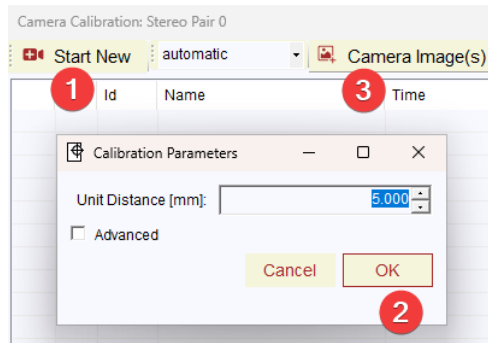 Camera Calibration: Stereo Pair 0
Start New automatic Camera Image(s)
1 Id Name 3 Time
Calibration Parameters
Unit Distance [mm]: 5.000
Advanced
Cancel OK
2